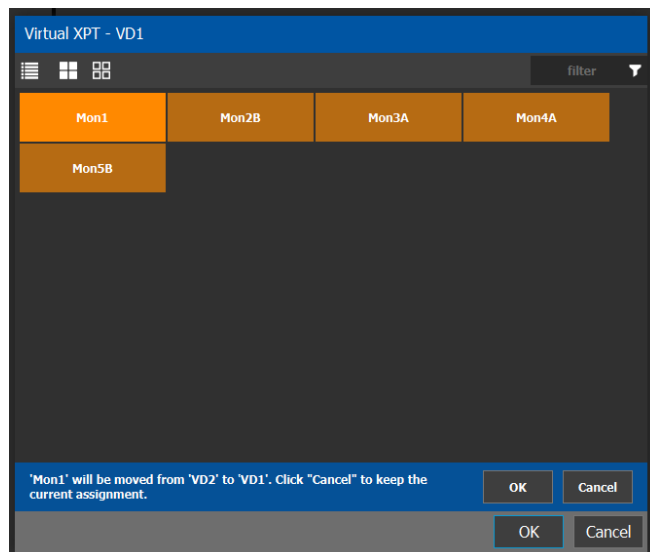 Virtual XPT - VD1
filter
Mon1 Mon2B Mon3A Mon4A
Mon5B
'Mon1' will be moved from 'VD2' to 'VD1'. Click "Cancel" to keep the
current assignment.
OK Cancel
OK Cancel